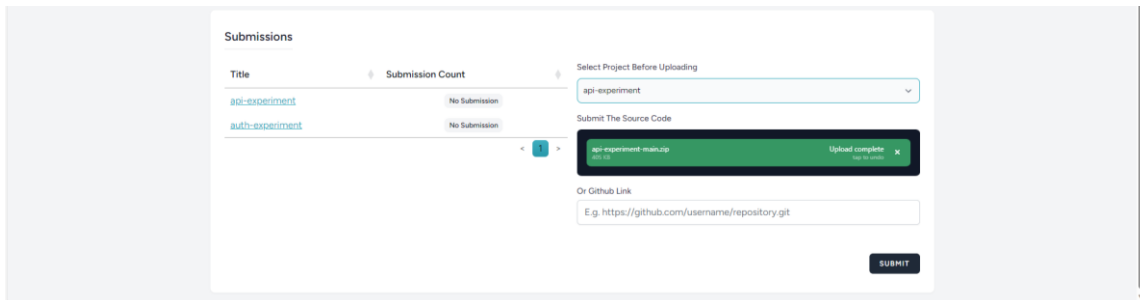 Submissions
Title
Submission Count
api-experiment
No Submission
auth-experiment
No Submission
< 1 >
Select Project Before Uploading
api-experiment
Submit The Source Code
api-experiment-main.zip
Upload complete
tap to undo
Or Github Link
E.g. https://github.com/username/repository.git
SUBMIT